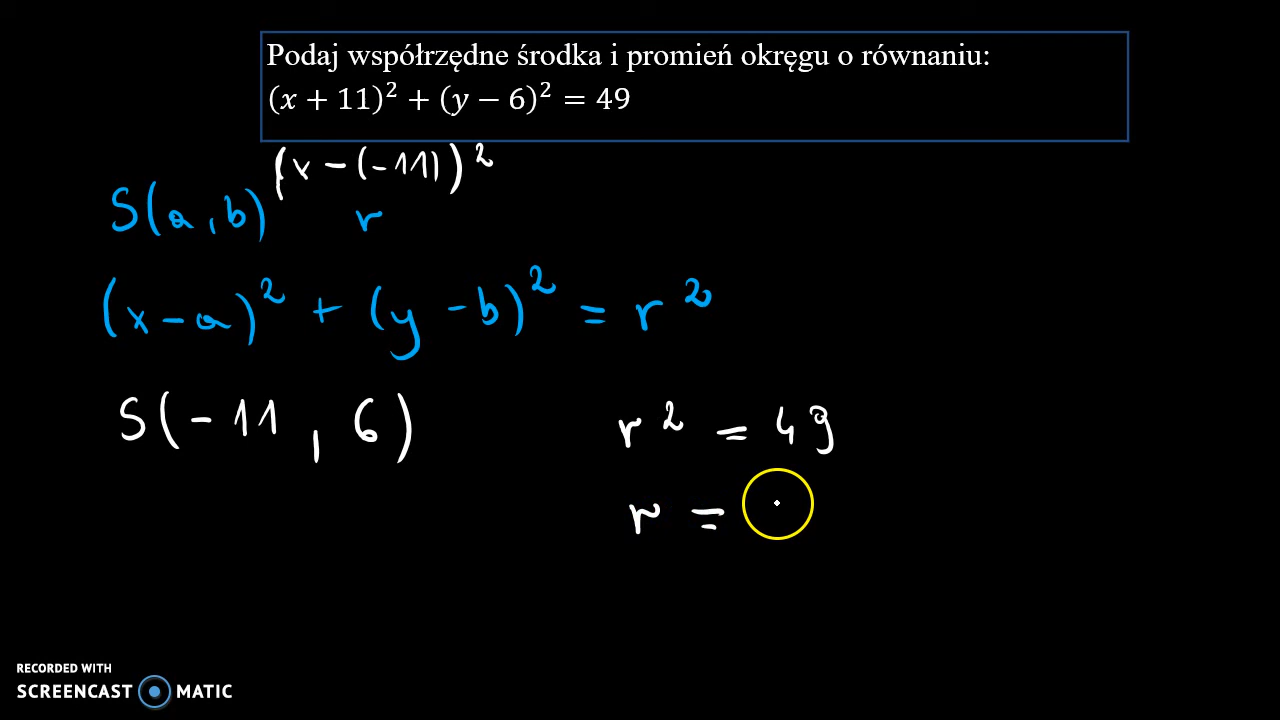 Podaj współrzędne środka i promień okręgu o równaniu:
(x + 11)² + (y − 6)² = 49
(x − (−11))²
S(a, b) r
(x − a)² + (y − b)² = r²
S(−11, 6)
r² = 49
r =
RECORDED WITH
SCREENCAST MATIC